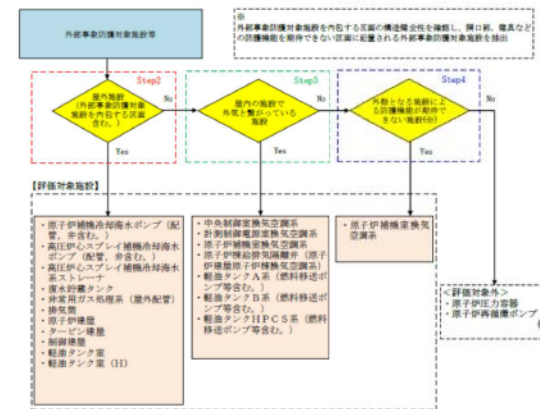 外部事象防護対象施設等
※
外部事象防護対象施設を内包する区画の構造健全性を確認し、開口部、建具など
の防護機能を期待できない区画に配置される外部事象防護対象施設を抽出
Step2
屋外施設
(外部事象防護対象
施設を内包する区画
含む。)
No
Yes
Step3
屋内の施設で
外気と繋がっている
施設
No
Yes
Step4
外殻となる施設によ
る防護機能が期待で
きない施設(※)
No
Yes
【評価対象施設】
・原子炉補機冷却海水ポンプ(配
管、弁含む。)
・高圧炉心スプレイ補機冷却海水
ポンプ(配管、弁含む。)
・高圧炉心スプレイ補機冷却海水
系ストレーナ
・復水貯蔵タンク
・非常用ガス処理系(屋外配管)
・排気筒
・原子炉建屋
・タービン建屋
・制御建屋
・軽油タンク室
・軽油タンク室(H)
・中央制御室換気空調系
・計測制御電源室換気空調系
・原子炉補機室換気空調系
・原子炉棟給排気隔離弁(原子
炉建屋原子炉棟換気空調系)
・軽油タンクA系(燃料移送ポ
ンプ等含む。)
・軽油タンクB系(燃料移送ポ
ンプ等含む。)
・軽油タンクHPCS系(燃料
移送ポンプ等含む。)
・原子炉補機室換気
空調系
<評価対象外>
・原子炉圧力容器
・原子炉再循環ポンプ